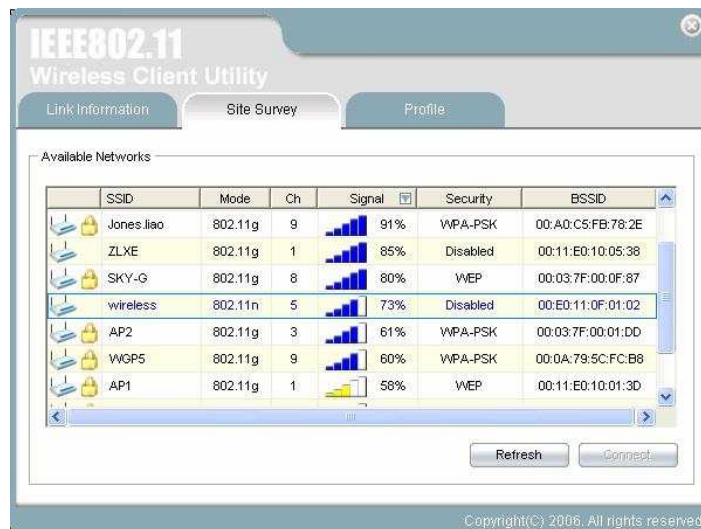 IEEE802.11
Wireless Client Utility
Link Information Site Survey Profile
Available Networks
SSID Mode Ch Signal Security BSSID
Jones.liao 802.11g 9 91% WPA-PSK 00:A0:C5:FB:78:2E
ZLXE 802.11g 1 85% Disabled 00:11:E0:10:05:38
SKY-G 802.11g 8 80% WEP 00:03:7F:00:0F:87
wireless 802.11n 5 73% Disabled 00:E0:11:0F:01:02
AP2 802.11g 3 61% WPA-PSK 00:03:7F:00:01:DD
WGP5 802.11g 9 60% WPA-PSK 00:0A:79:5C:FC:B8
AP1 802.11g 1 58% WEP 00:11:E0:10:01:3D
Refresh Connect
Copyright(C) 2006. All rights reserved